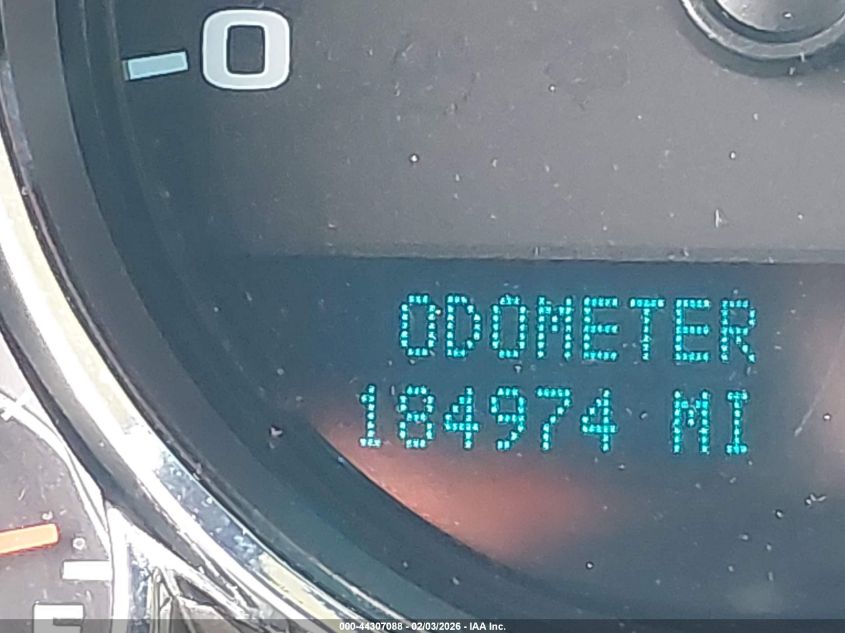 0
ODOMETER
184974 MI
E
000-44307088 - 02/03/2026 - IAA Inc.